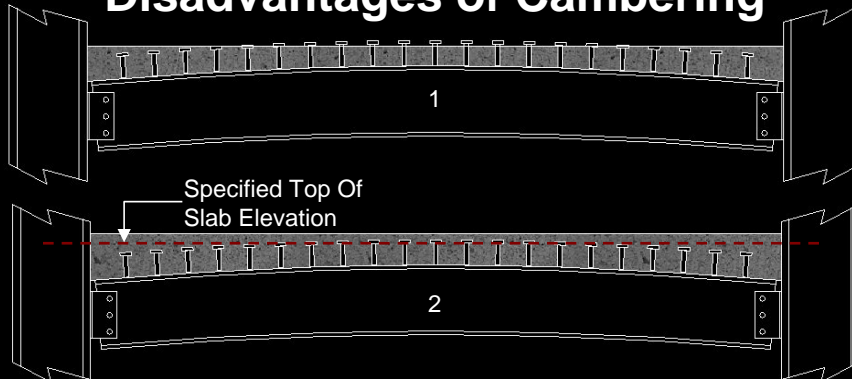 Disadvantages of Cambering
1
Specified Top Of
Slab Elevation
2